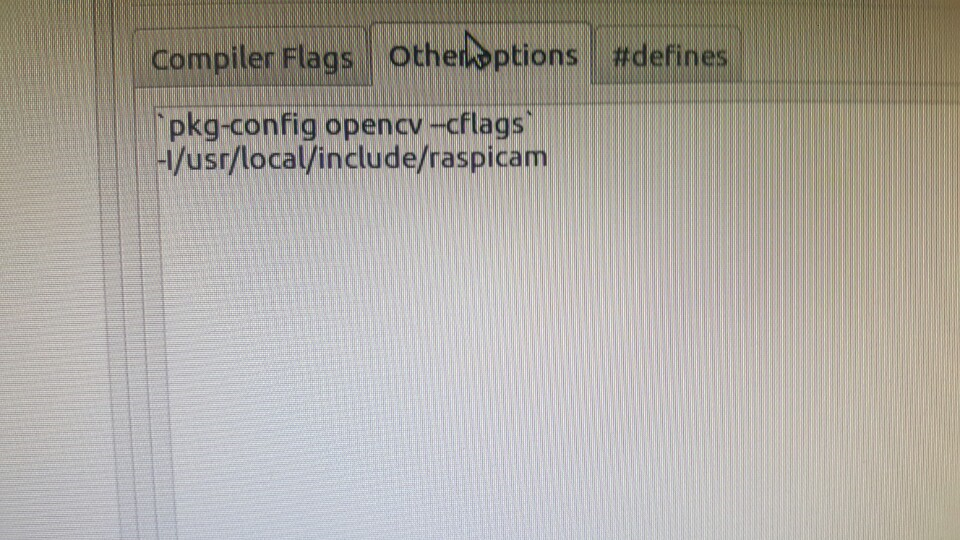 Compiler Flags Other options #defines
`pkg-config opencv –cflags`
-I/usr/local/include/raspicam